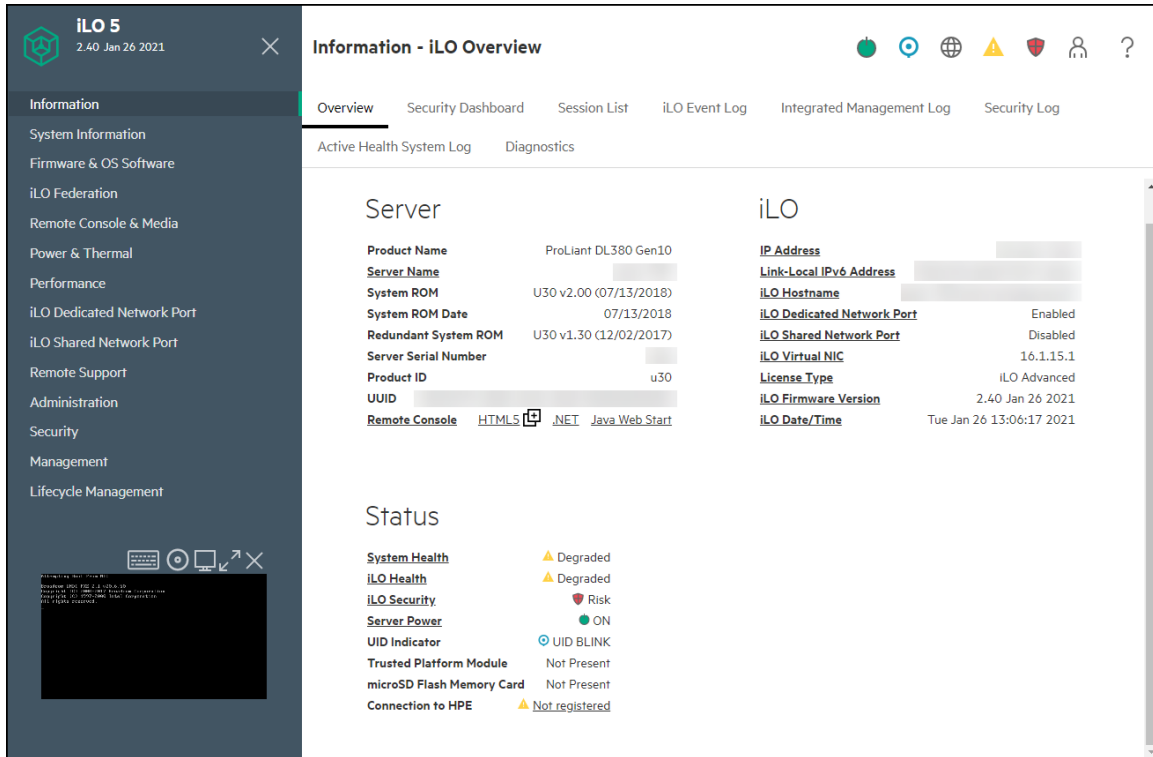 iLO 5
2.40 Jan 26 2021
Information
System Information
Firmware & OS Software
iLO Federation
Remote Console & Media
Power & Thermal
Performance
iLO Dedicated Network Port
iLO Shared Network Port
Remote Support
Administration
Security
Management
Lifecycle Management
Attempting Boot From NIC
All rights reserved.
Information - iLO Overview
Overview Security Dashboard Session List iLO Event Log Integrated Management Log Security Log
Active Health System Log Diagnostics
Server
Product Name ProLiant DL380 Gen10
Server Name
System ROM U30 v2.00 (07/13/2018)
System ROM Date 07/13/2018
Redundant System ROM U30 v1.30 (12/02/2017)
Server Serial Number
Product ID u30
UUID
Remote Console HTML5 .NET Java Web Start
iLO
IP Address
Link-Local IPv6 Address
iLO Hostname
iLO Dedicated Network Port Enabled
iLO Shared Network Port Disabled
iLO Virtual NIC 16.1.15.1
License Type iLO Advanced
iLO Firmware Version 2.40 Jan 26 2021
iLO Date/Time Tue Jan 26 13:06:17 2021
Status
System Health Degraded
iLO Health Degraded
iLO Security Risk
Server Power ON
UID Indicator UID BLINK
Trusted Platform Module Not Present
microSD Flash Memory Card Not Present
Connection to HPE Not registered